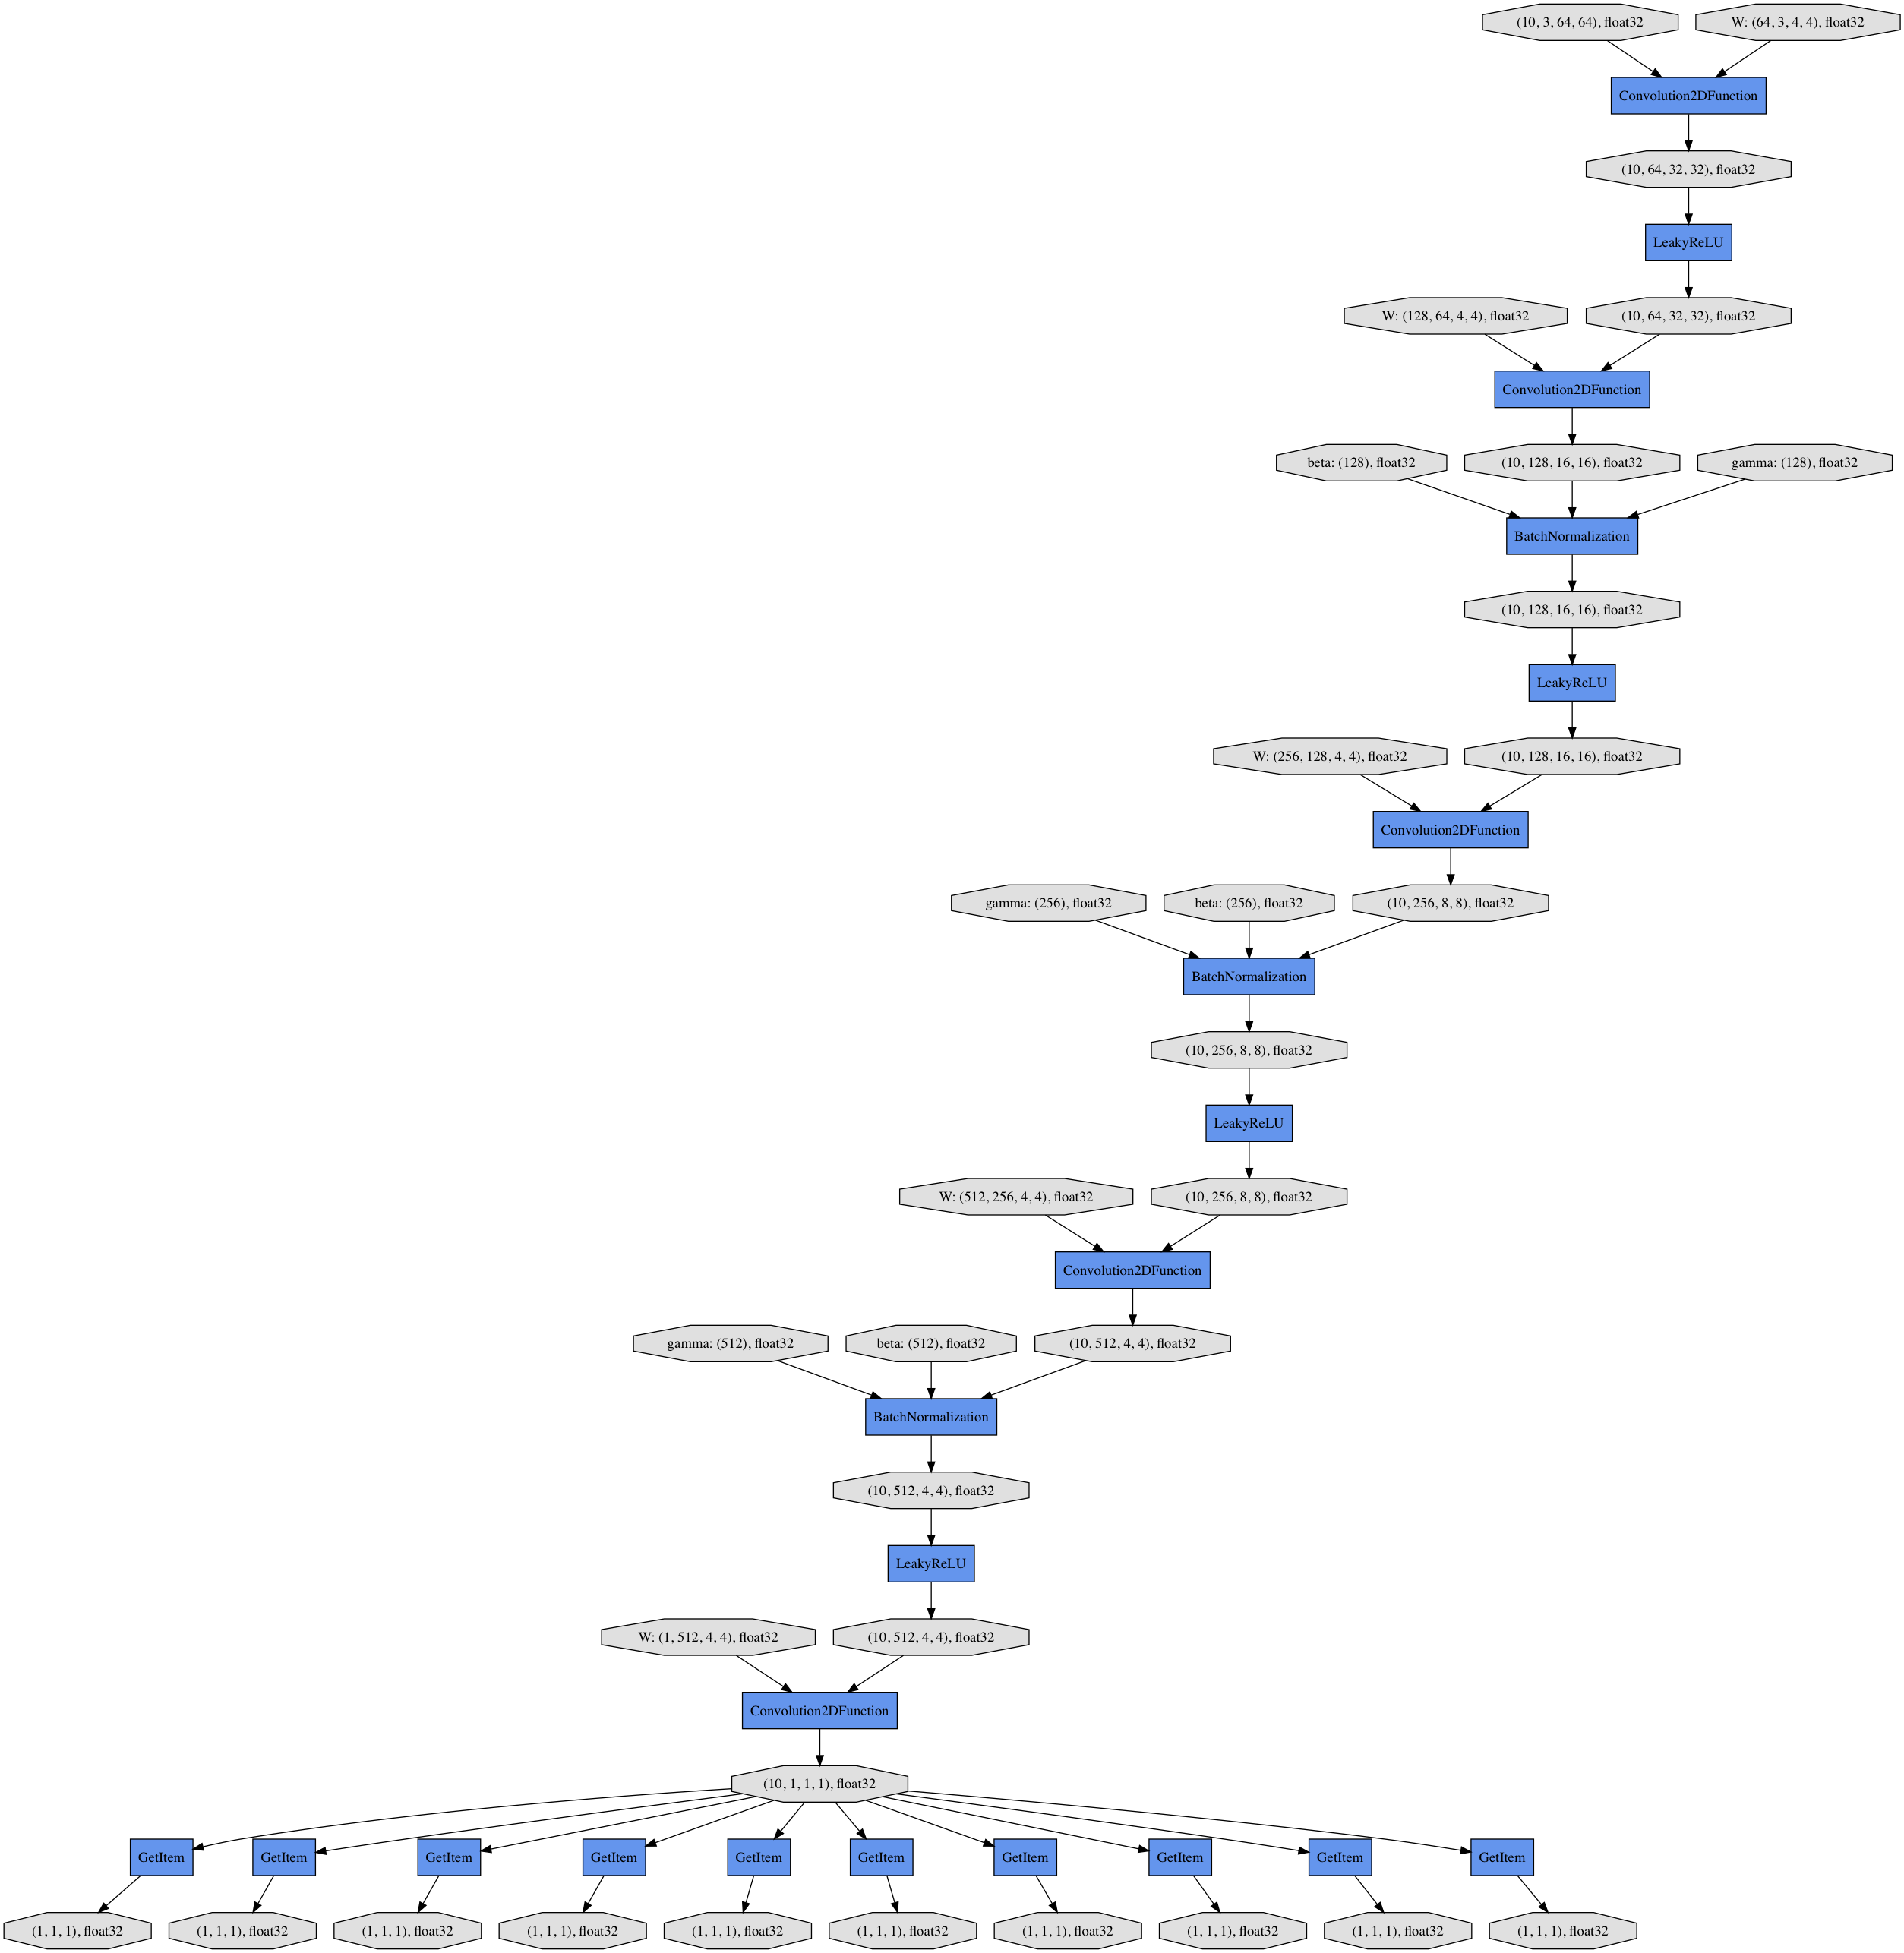 (10, 3, 64, 64), float32
W: (64, 3, 4, 4), float32
Convolution2DFunction
(10, 64, 32, 32), float32
LeakyReLU
W: (128, 64, 4, 4), float32
(10, 64, 32, 32), float32
Convolution2DFunction
beta: (128), float32
(10, 128, 16, 16), float32
gamma: (128), float32
BatchNormalization
(10, 128, 16, 16), float32
LeakyReLU
W: (256, 128, 4, 4), float32
(10, 128, 16, 16), float32
Convolution2DFunction
gamma: (256), float32
beta: (256), float32
(10, 256, 8, 8), float32
BatchNormalization
(10, 256, 8, 8), float32
LeakyReLU
W: (512, 256, 4, 4), float32
(10, 256, 8, 8), float32
Convolution2DFunction
gamma: (512), float32
beta: (512), float32
(10, 512, 4, 4), float32
BatchNormalization
(10, 512, 4, 4), float32
LeakyReLU
W: (1, 512, 4, 4), float32
(10, 512, 4, 4), float32
Convolution2DFunction
(10, 1, 1, 1), float32
GetItem
GetItem
GetItem
GetItem
GetItem
GetItem
GetItem
GetItem
GetItem
GetItem
(1, 1, 1), float32
(1, 1, 1), float32
(1, 1, 1), float32
(1, 1, 1), float32
(1, 1, 1), float32
(1, 1, 1), float32
(1, 1, 1), float32
(1, 1, 1), float32
(1, 1, 1), float32
(1, 1, 1), float32